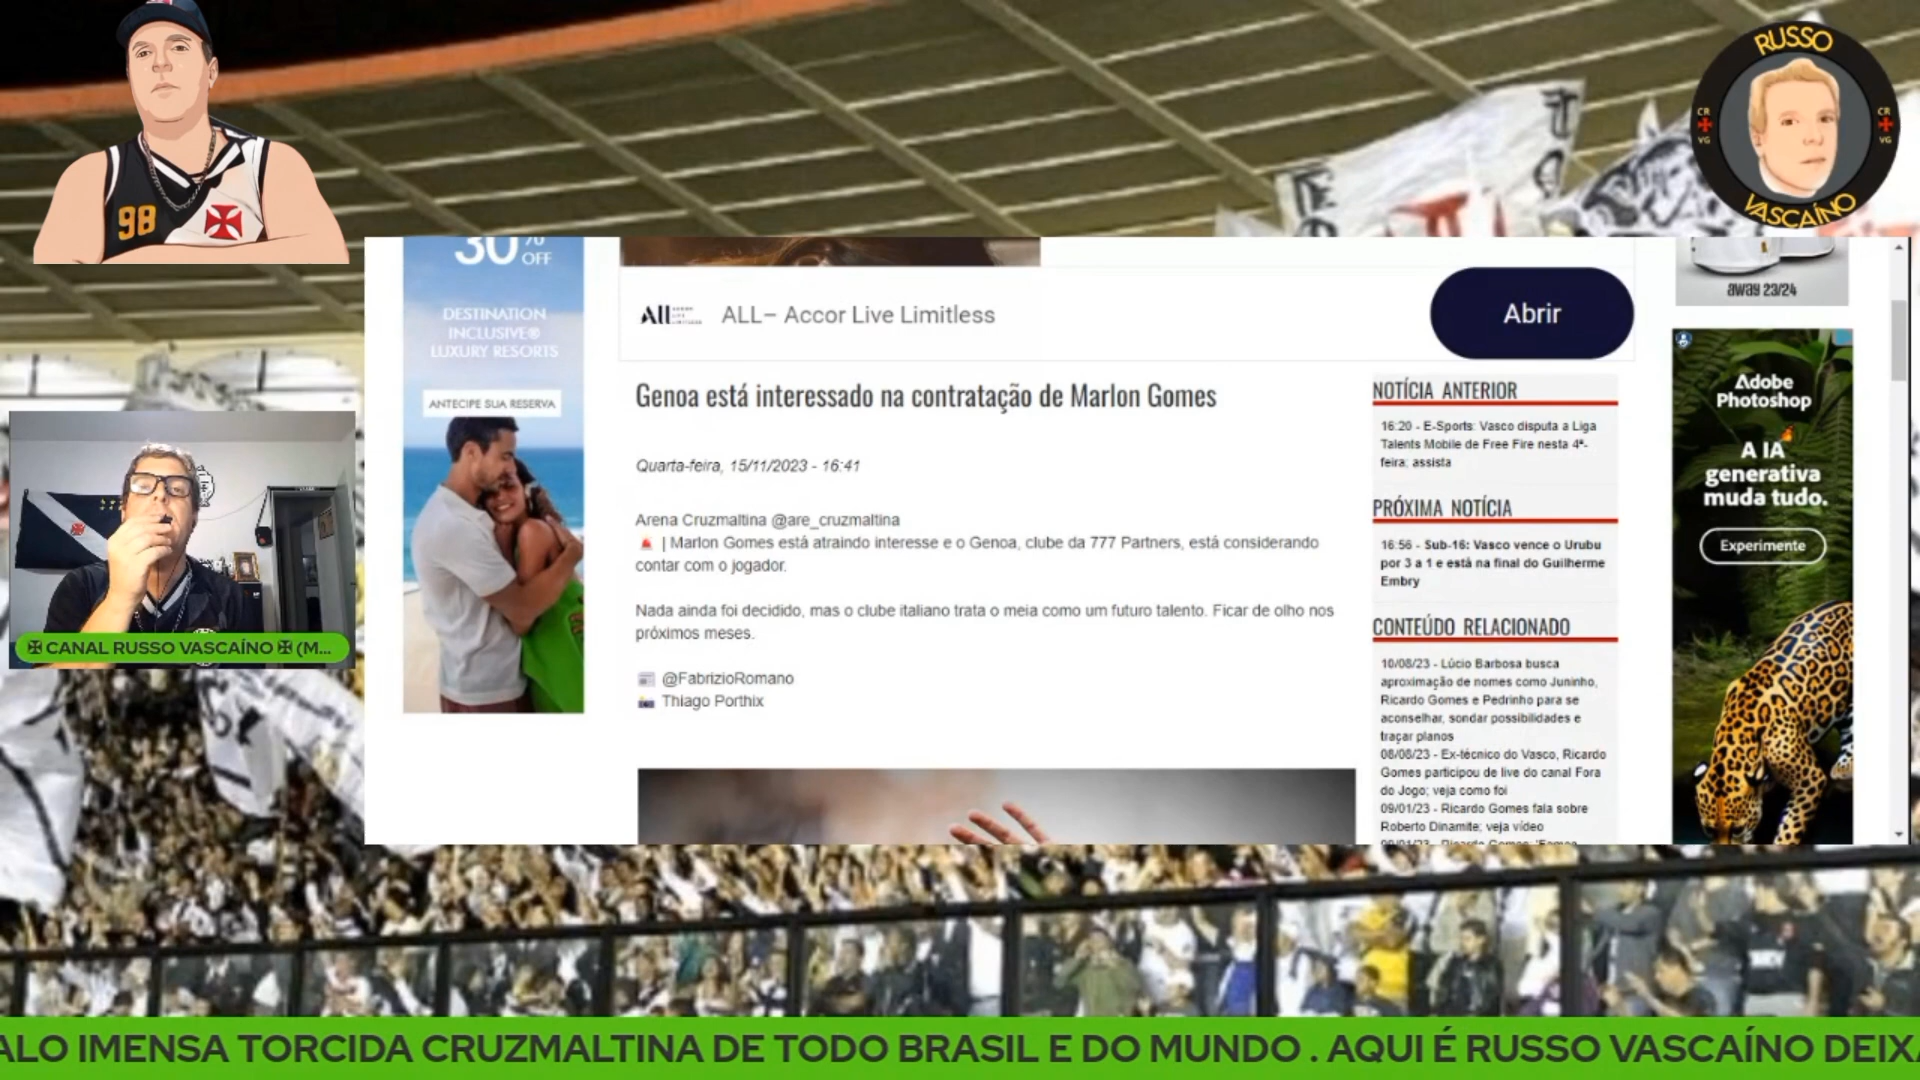 98
RUSSO
CR
VG
CR
VG
VASCAÍNO
30%
OFF
DESTINATION
INCLUSIVE®
LUXURY RESORTS
ANTECIPE SUA RESERVA
All
ALL– Accor Live Limitless
Abrir
away 23/24
Genoa está interessado na contratação de Marlon Gomes
Quarta-feira, 15/11/2023 - 16:41
Arena Cruzmaltina @are_cruzmaltina
| Marlon Gomes está atraindo interesse e o Genoa, clube da 777 Partners, está considerando
contar com o jogador.
Nada ainda foi decidido, mas o clube italiano trata o meia como um futuro talento. Ficar de olho nos
próximos meses.
@FabrizioRomano
Thiago Porthix
NOTÍCIA ANTERIOR
16:20 - E-Sports: Vasco disputa a Liga
Talents Mobile de Free Fire nesta 4ª-
feira; assista
PRÓXIMA NOTÍCIA
16:56 - Sub-16: Vasco vence o Urubu
por 3 a 1 e está na final do Guilherme
Embry
CONTEÚDO RELACIONADO
10/08/23 - Lúcio Barbosa busca
aproximação de nomes como Juninho,
Ricardo Gomes e Pedrinho para se
aconselhar, sondar possibilidades e
traçar planos
08/08/23 - Ex-técnico do Vasco, Ricardo
Gomes participou de live do canal Fora
do Jogo; veja como foi
09/01/23 - Ricardo Gomes fala sobre
Roberto Dinamite; veja vídeo
Adobe
Photoshop
A IA
generativa
muda tudo.
Experimente
✠ CANAL RUSSO VASCAÍNO ✠ (M...
ALO IMENSA TORCIDA CRUZMALTINA DE TODO BRASIL E DO MUNDO . AQUI É RUSSO VASCAÍNO DEIX